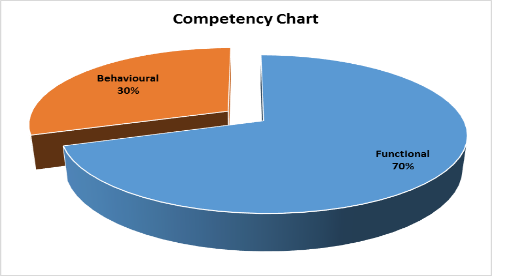 Competency Chart
Behavioural
30%
Functional
70%